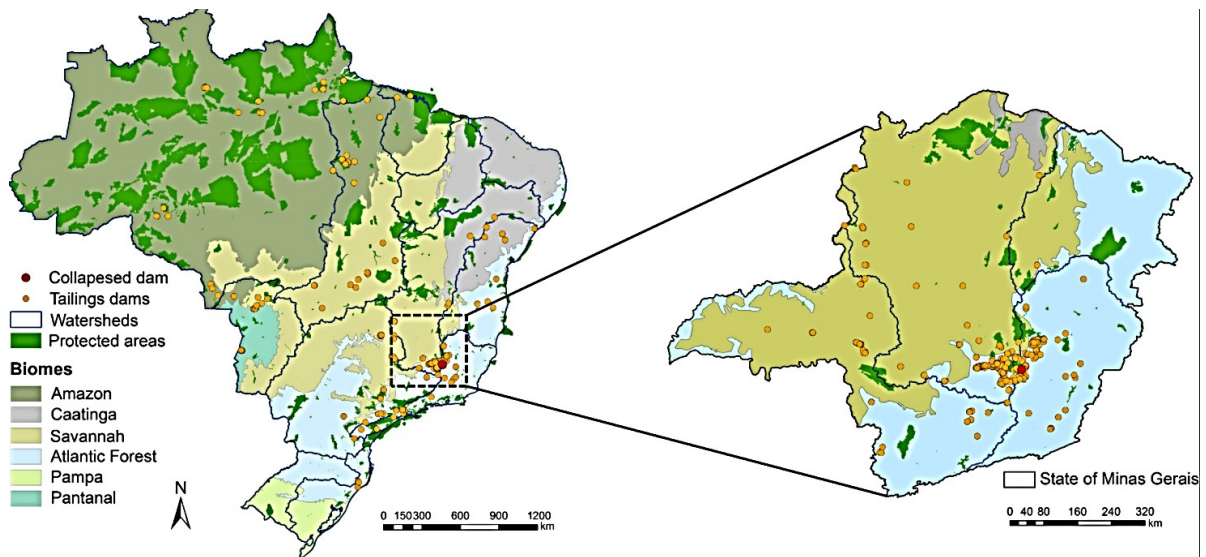 Collapesed dam
Tailings dams
Watersheds
Protected areas
Biomes
Amazon
Caatinga
Savannah
Atlantic Forest
Pampa
Pantanal
N
0 150 300 600 900 1200
km
State of Minas Gerais
0 40 80 160 240 320
km